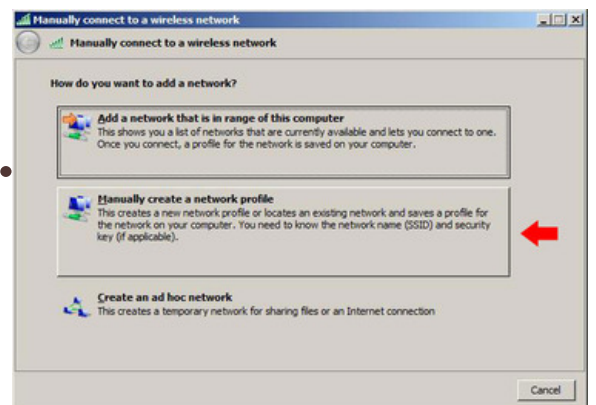 Manually connect to a wireless network
Manually connect to a wireless network
How do you want to add a network?
Add a network that is in range of this computer
This shows you a list of networks that are currently available and lets you connect to one.
Once you connect, a profile for the network is saved on your computer.
Manually create a network profile
This creates a new network profile or locates an existing network and saves a profile for
the network on your computer. You need to know the network name (SSID) and security
key (if applicable).
Create an ad hoc network
This creates a temporary network for sharing files or an Internet connection
Cancel